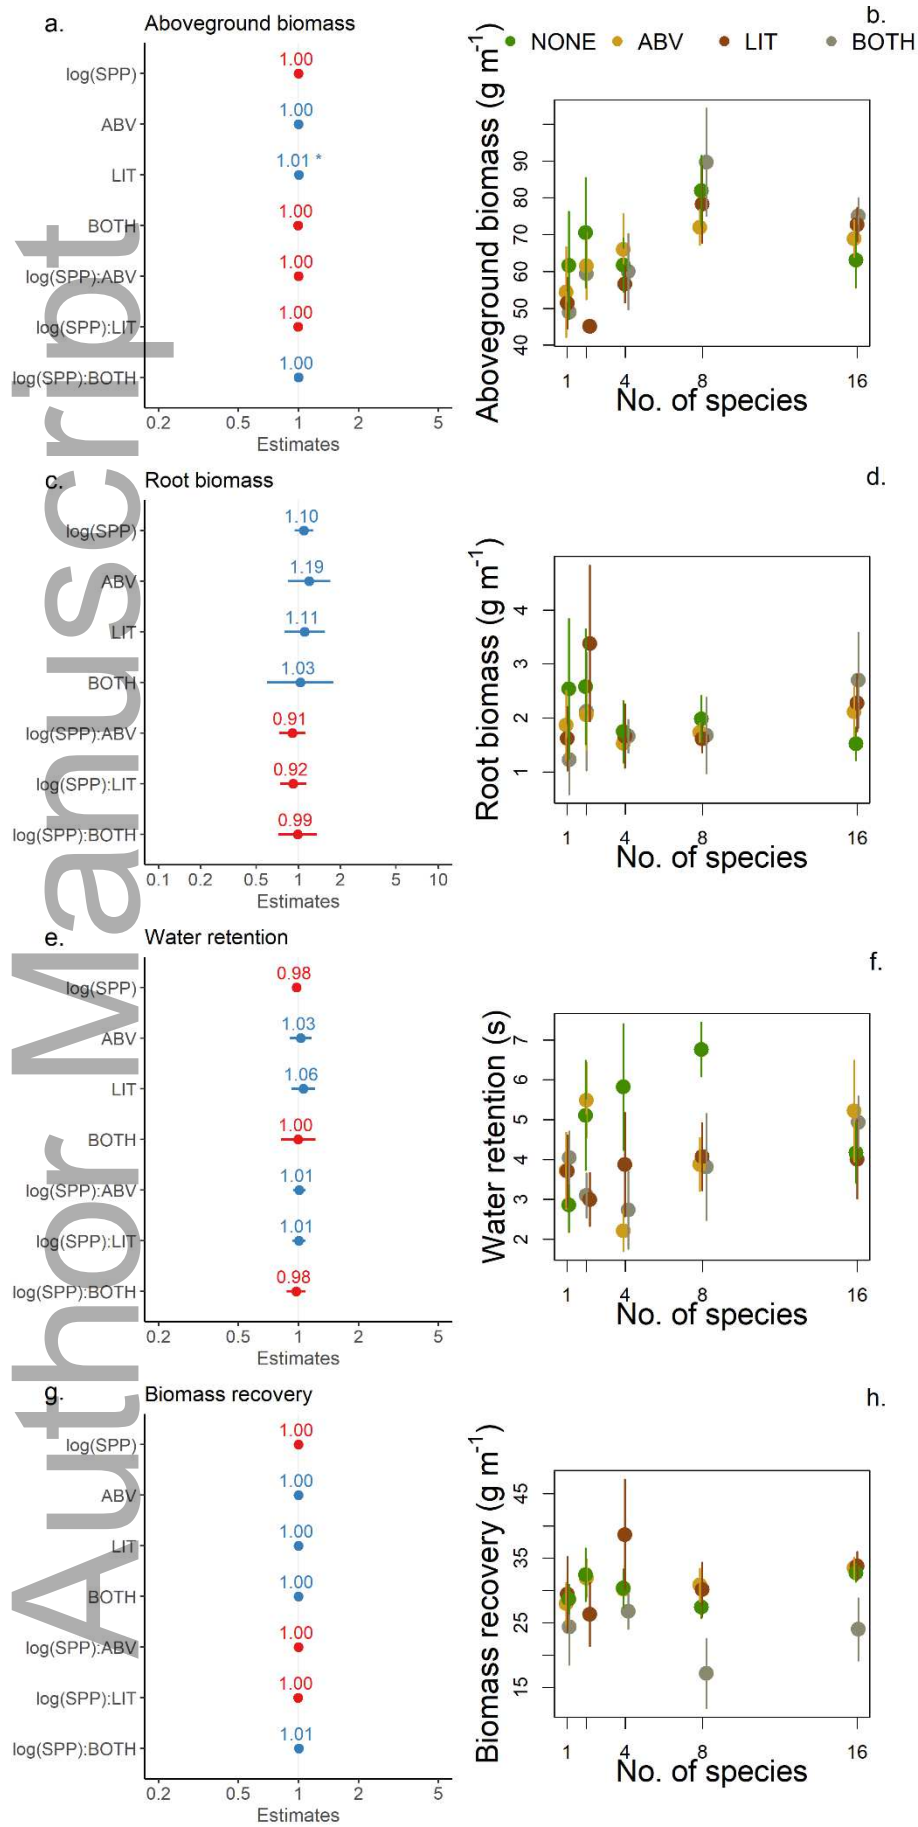 a.
Aboveground biomass
b.
NONE ABV LIT BOTH
log(SPP)
ABV
LIT
BOTH
log(SPP):ABV
log(SPP):LIT
log(SPP):BOTH
1.00
1.00
1.01 *
1.00
1.00
1.00
1.00
0.2 0.5 1 2 5
Estimates
Aboveground biomass (g m⁻¹)
40 50 60 70 80 90
1 4 8 16
No. of species
c.
Root biomass
d.
log(SPP)
ABV
LIT
BOTH
log(SPP):ABV
log(SPP):LIT
log(SPP):BOTH
1.10
1.19
1.11
1.03
0.91
0.92
0.99
0.1 0.2 0.5 1 2 5 10
Estimates
Root biomass (g m⁻¹)
1 2 3 4
1 4 8 16
No. of species
e.
Water retention
f.
log(SPP)
ABV
LIT
BOTH
log(SPP):ABV
log(SPP):LIT
log(SPP):BOTH
0.98
1.03
1.06
1.00
1.01
1.01
0.98
0.2 0.5 1 2 5
Estimates
Water retention (s)
2 3 4 5 6 7
1 4 8 16
No. of species
g.
Biomass recovery
h.
log(SPP)
ABV
LIT
BOTH
log(SPP):ABV
log(SPP):LIT
log(SPP):BOTH
1.00
1.00
1.00
1.00
1.00
1.00
1.01
0.2 0.5 1 2 5
Estimates
Biomass recovery (g m⁻¹)
15 25 35 45
1 4 8 16
No. of species
Author Manuscript